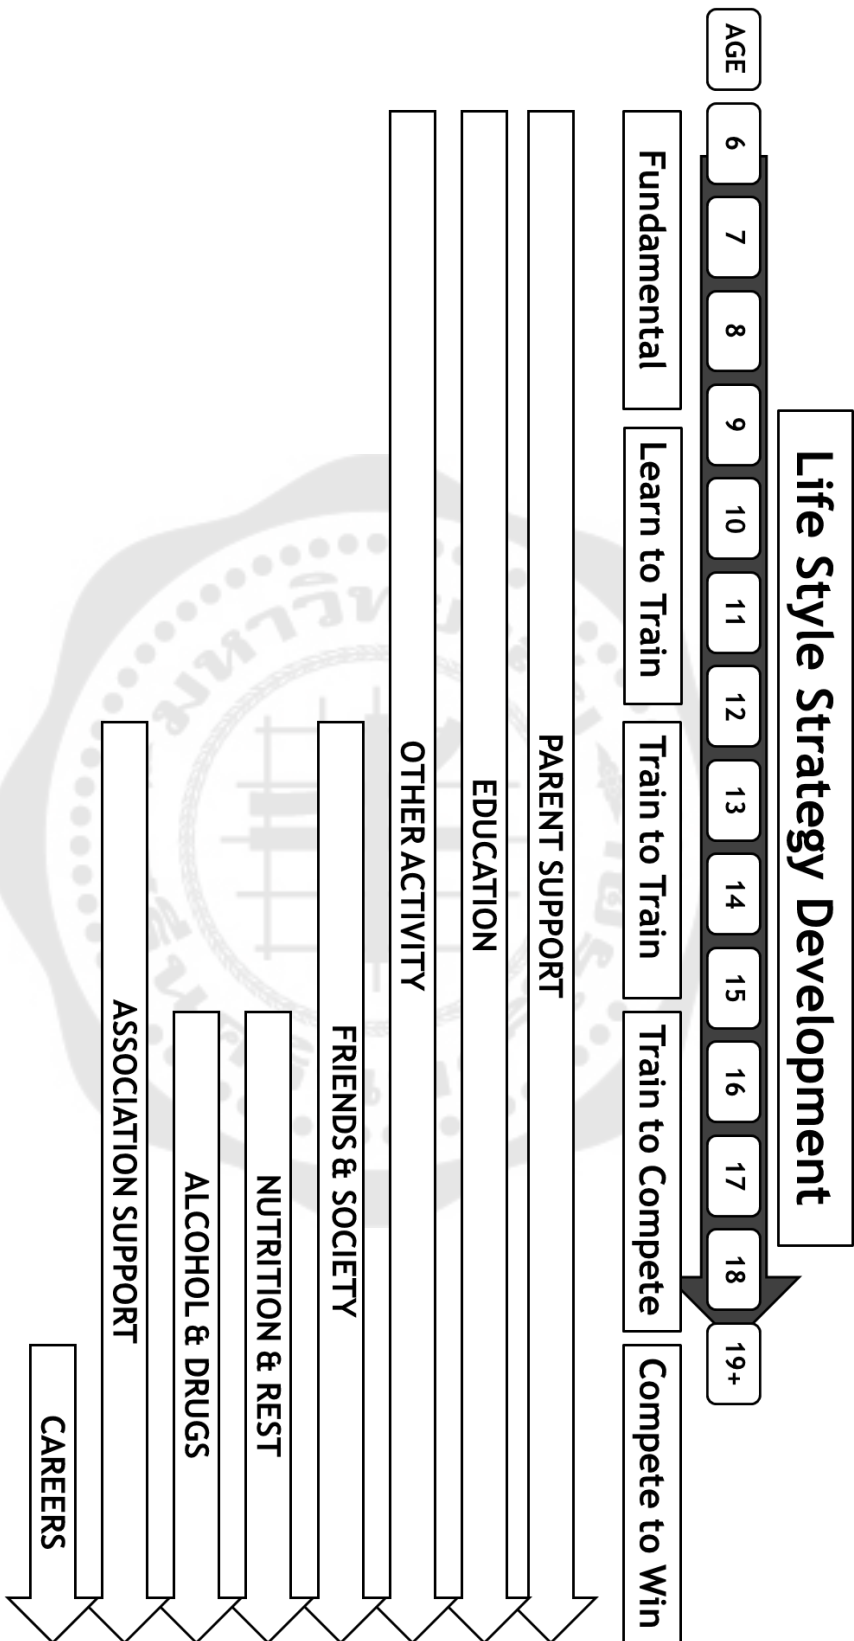 Life Style Strategy Development
AGE 6 7 8 9 10 11 12 13 14 15 16 17 18 19+
Fundamental Learn to Train Train to Train Train to Compete Compete to Win
PARENT SUPPORT
EDUCATION
OTHER ACTIVITY
FRIENDS & SOCIETY
NUTRITION & REST
ALCOHOL & DRUGS
ASSOCIATION SUPPORT
CAREERS